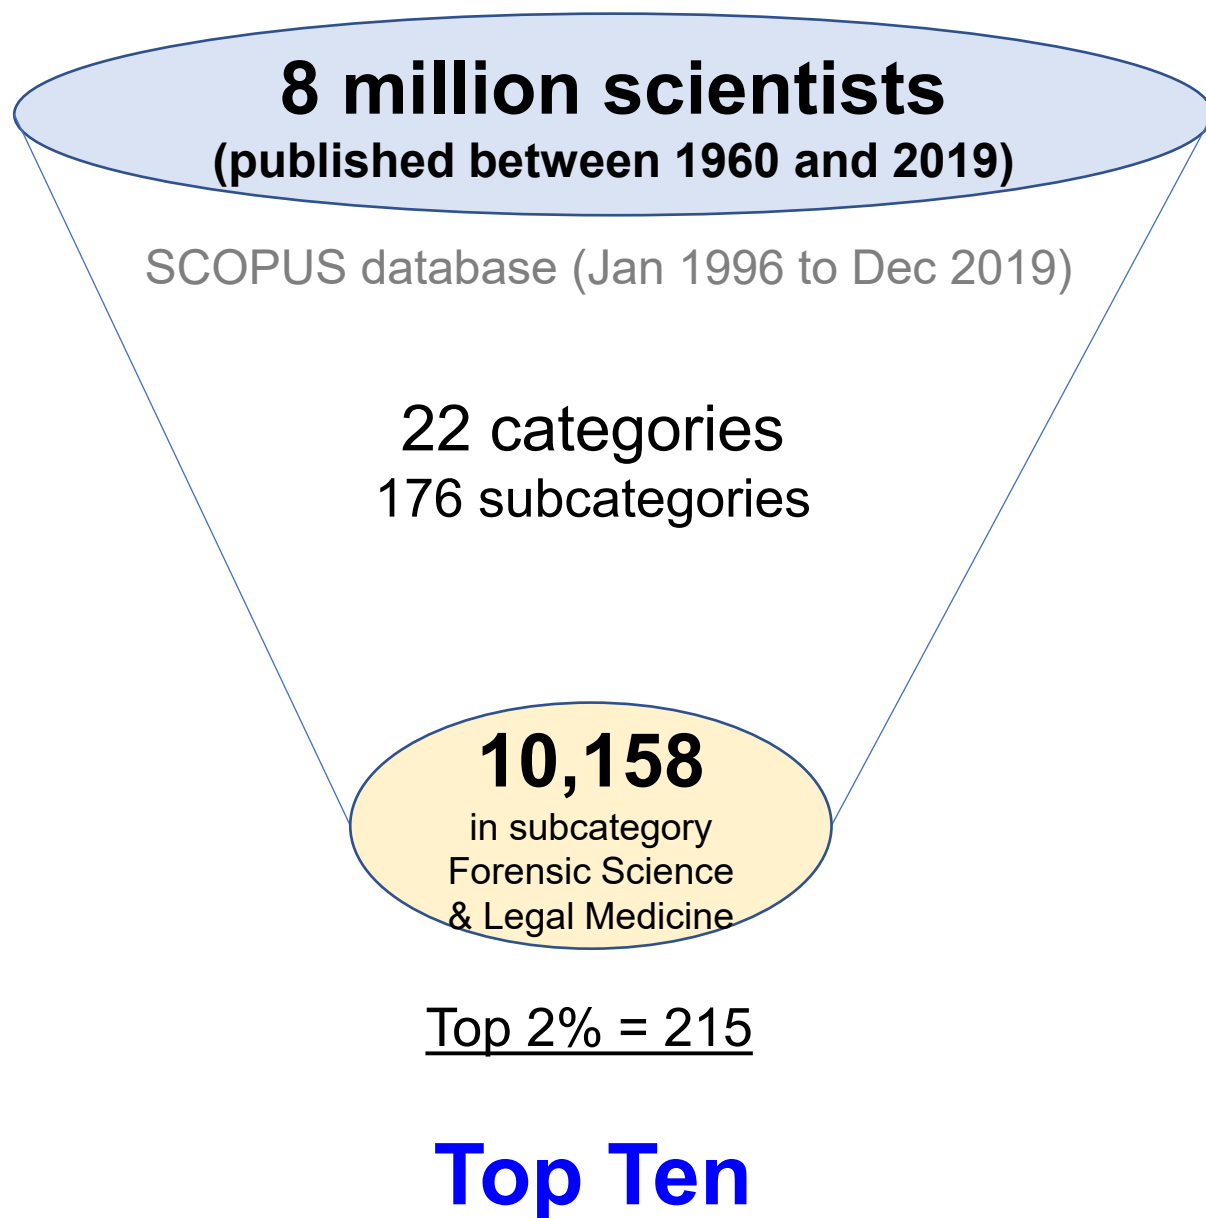 8 million scientists
(published between 1960 and 2019)
SCOPUS database (Jan 1996 to Dec 2019)
22 categories
176 subcategories
10,158
in subcategory
Forensic Science
& Legal Medicine
Top 2% = 215
Top Ten